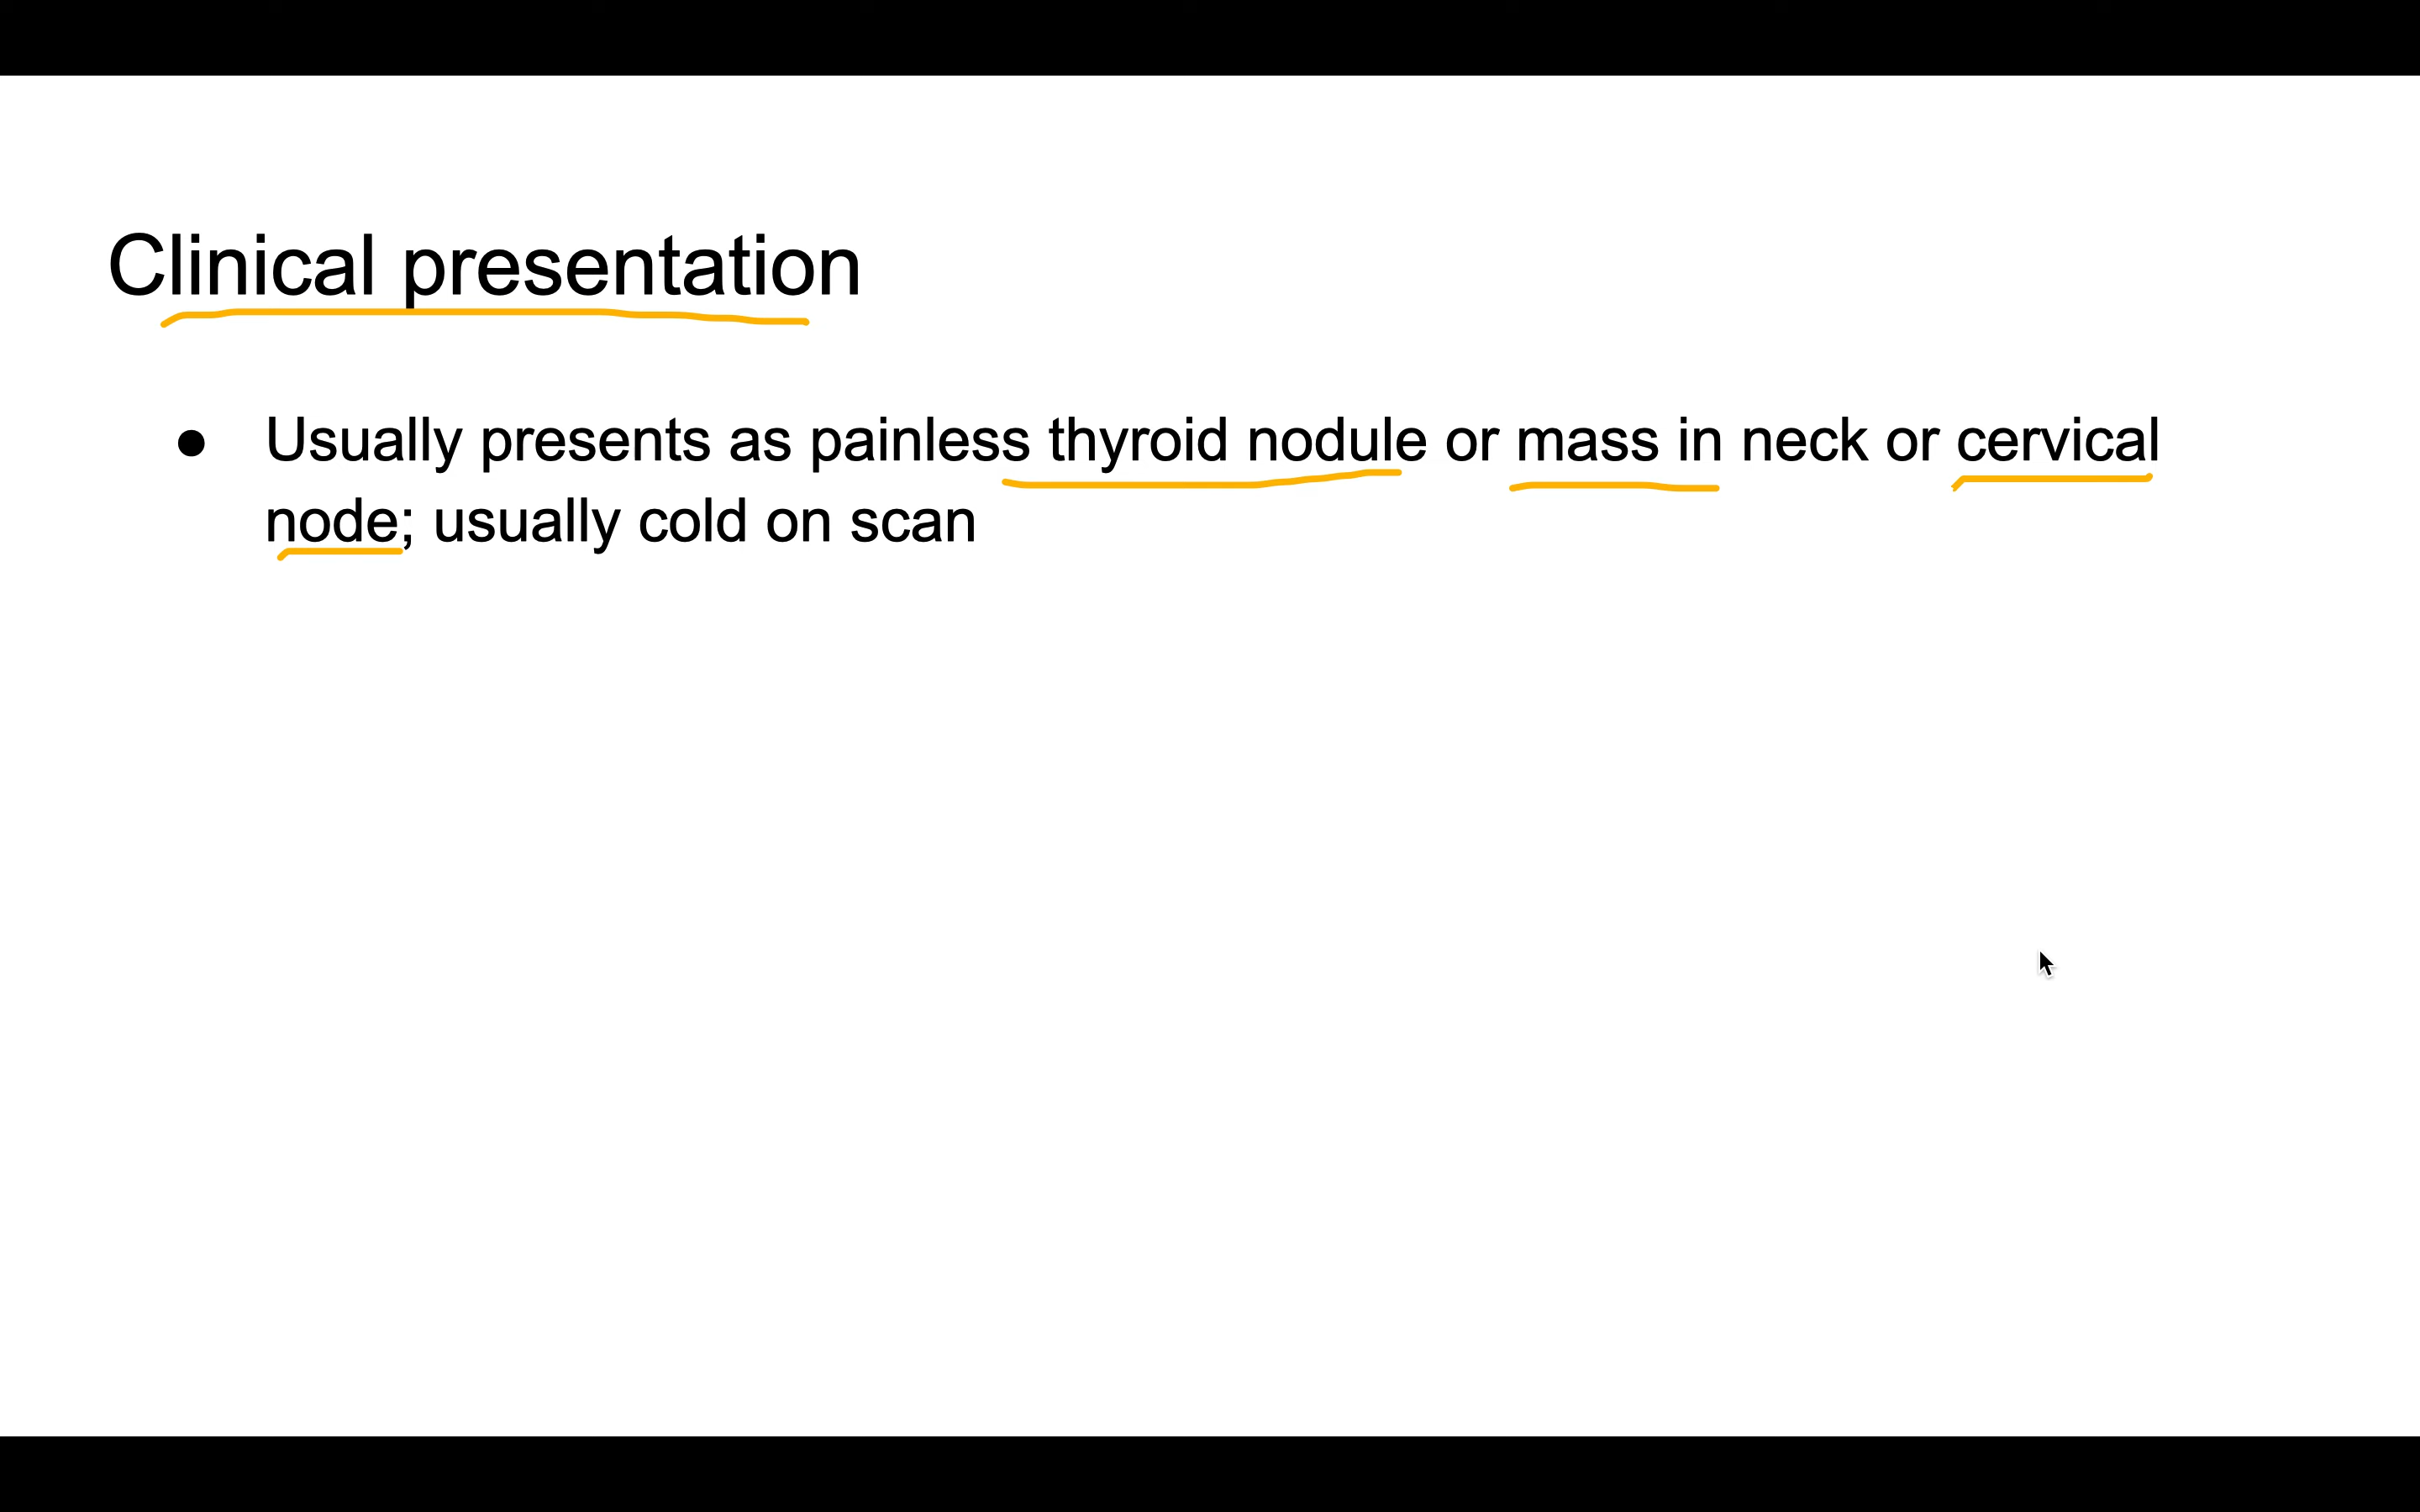 Clinical presentation
● Usually presents as painless thyroid nodule or mass in neck or cervical
node; usually cold on scan